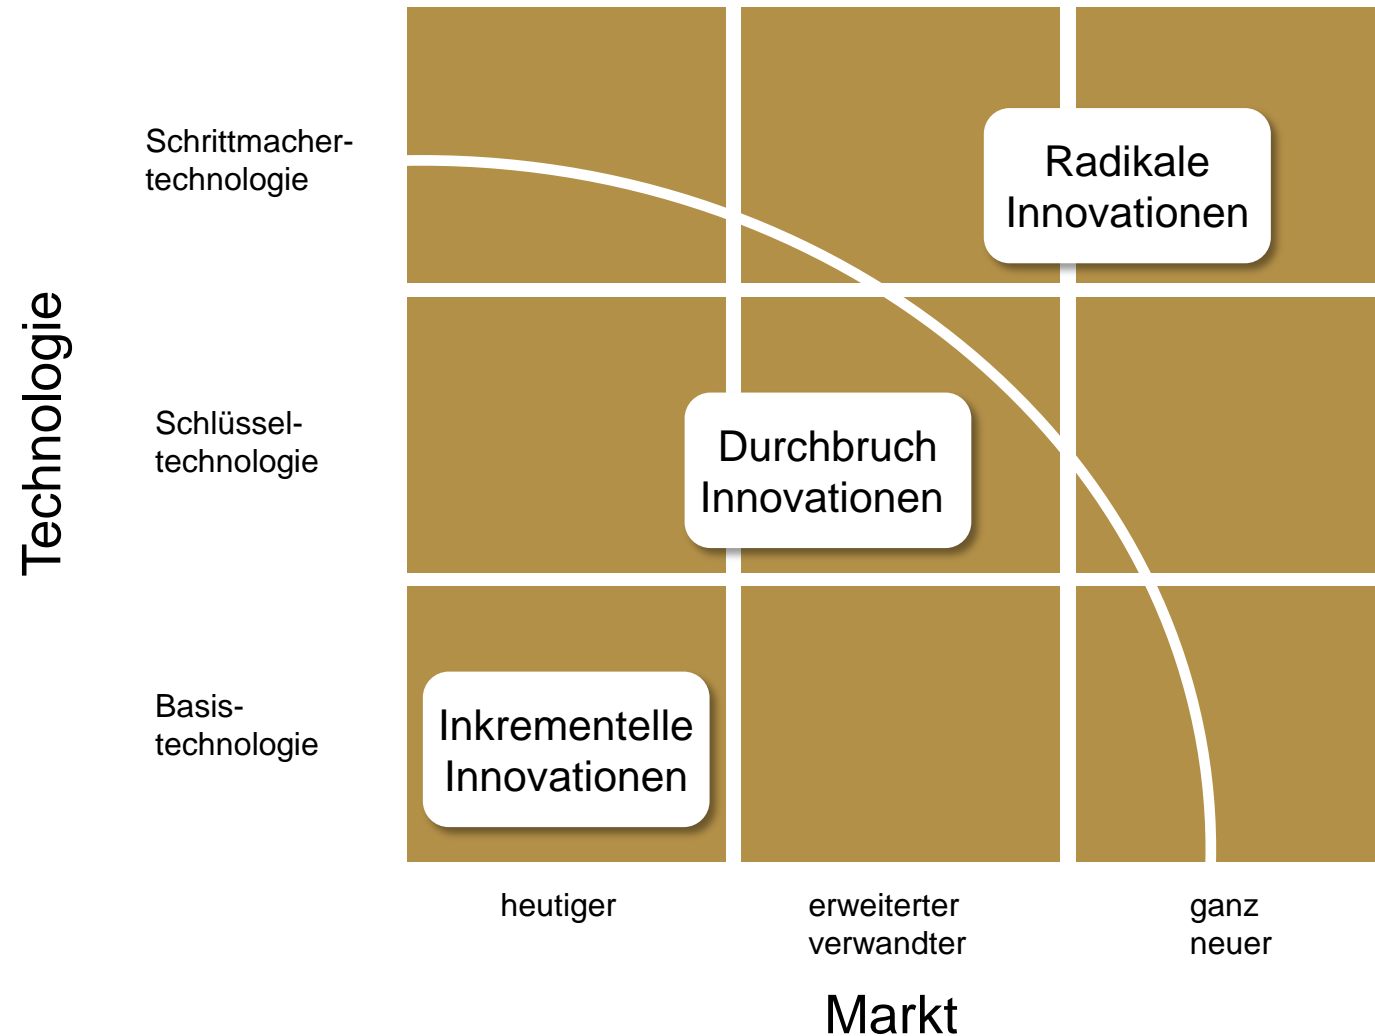 Schrittmacher-
technologie
Radikale
Innovationen
Technologie
Schlüssel-
technologie
Durchbruch
Innovationen
Basis-
technologie
Inkrementelle
Innovationen
heutiger
erweiterter
verwandter
ganz
neuer
Markt